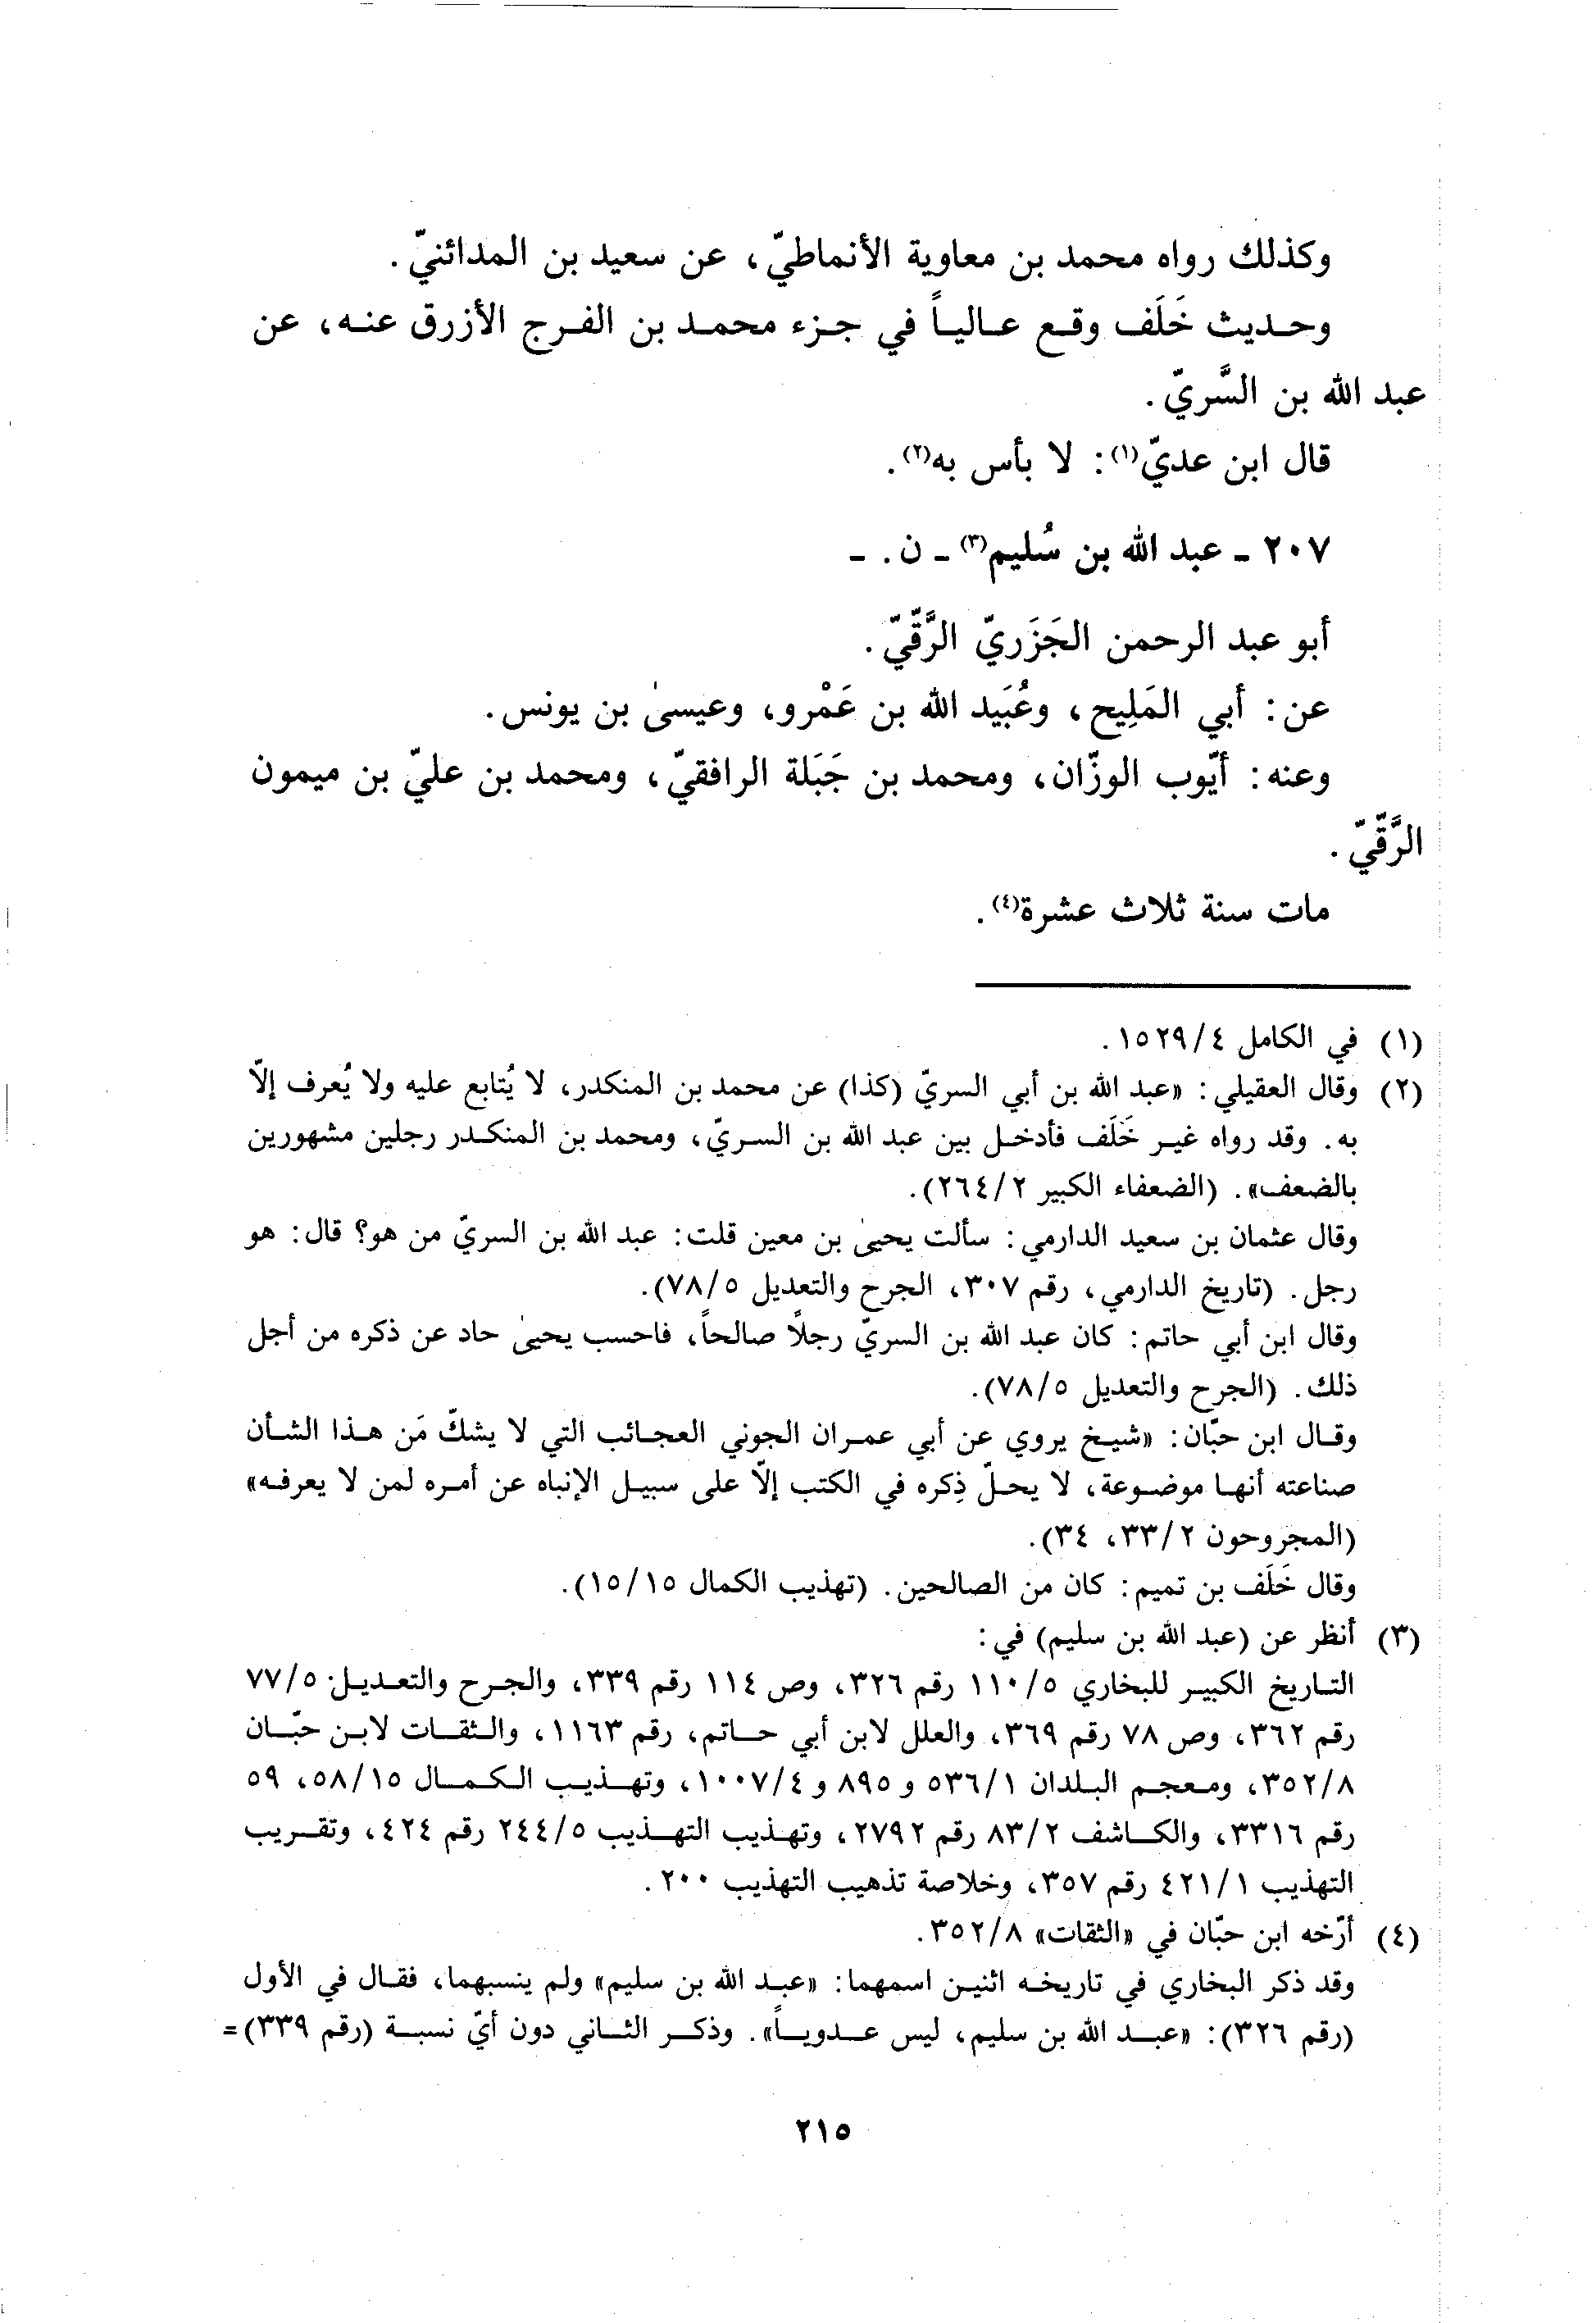 وكذلك رواه محمد بن معاوية الأنماطيّ، عن سعيد بن المدائنيّ.
وحديث خَلَف وقع عالياً في جزء محمد بن الفرج الأزرق عنه، عن
عبد الله بن السَّريّ.
قال ابن عديّ(١): لا بأس به(٢).
٢٠٧ - عبد الله بن سُليم(٣) - ن. -
أبو عبد الرحمن الجَزَريّ الرَّقّيّ.
عن: أبي المَلِيح، وعُبَيد الله بن عَمْرو، وعيسىٰ بن يونس.
وعنه: أيّوب الوزّان، ومحمد بن جَبَلة الرافقيّ، ومحمد بن عليّ بن ميمون
الرَّقّيّ.
مات سنة ثلاث عشرة(٤).
(١) في الكامل ٤/١٥٢٩.
(٢) وقال العقيلي: «عبد الله بن أبي السريّ (كذا) عن محمد بن المنكدر، لا يُتابع عليه ولا يُعرف إلّا
به. وقد رواه غير خَلَف فأدخل بين عبد الله بن السريّ، ومحمد بن المنكدر رجلين مشهورين
بالضعف». (الضعفاء الكبير ٢/٢٦٤).
وقال عثمان بن سعيد الدارمي: سألت يحيىٰ بن معين قلت: عبد الله بن السريّ من هو؟ قال: هو
رجل. (تاريخ الدارمي، رقم ٣٠٧، الجرح والتعديل ٥/٧٨).
وقال ابن أبي حاتم: كان عبد الله بن السريّ رجلاً صالحاً، فاحسب يحيىٰ حاد عن ذكره من أجل
ذلك. (الجرح والتعديل ٥/٧٨).
وقال ابن حبّان: «شيخ يروي عن أبي عمران الجوني العجائب التي لا يشكّ مَن هذا الشأن
صناعته أنها موضوعة، لا يحلّ ذِكره في الكتب إلّا على سبيل الإنباه عن أمره لمن لا يعرفه»
(المجروحون ٢/٣٣، ٣٤).
وقال خَلَف بن تميم: كان من الصالحين. (تهذيب الكمال ١٥/١٥).
(٣) أنظر عن (عبد الله بن سليم) في:
التاريخ الكبير للبخاري ٥/١١٠ رقم ٣٢٦، وص ١١٤ رقم ٣٣٩، والجرح والتعديل ٥/٧٧
رقم ٣٦٢، وص ٧٨ رقم ٣٦٩، والعلل لابن أبي حاتم، رقم ١١٦٣، والثقات لابن حبّان
٨/٣٥٢، ومعجم البلدان ١/٥٣٦ و ٨٩٥ و ٤/١٠٠٧، وتهذيب الكمال ١٥/٥٨، ٥٩
رقم ٣٣١٦، والكاشف ٢/٨٣ رقم ٢٧٩٢، وتهذيب التهذيب ٥/٢٤٤ رقم ٤٢٤، وتقريب
التهذيب ١/٤٢١ رقم ٣٥٧، وخلاصة تذهيب التهذيب ٢٠٠.
(٤) أرّخه ابن حبّان في «الثقات» ٨/٣٥٢.
وقد ذكر البخاري في تاريخه اثنين اسمهما: «عبد الله بن سليم» ولم ينسبهما، فقال في الأول
(رقم ٣٢٦): «عبد الله بن سليم، ليس عدوياً». وذكر الثاني دون أيّ نسبة (رقم ٣٣٩)=
٢١٥